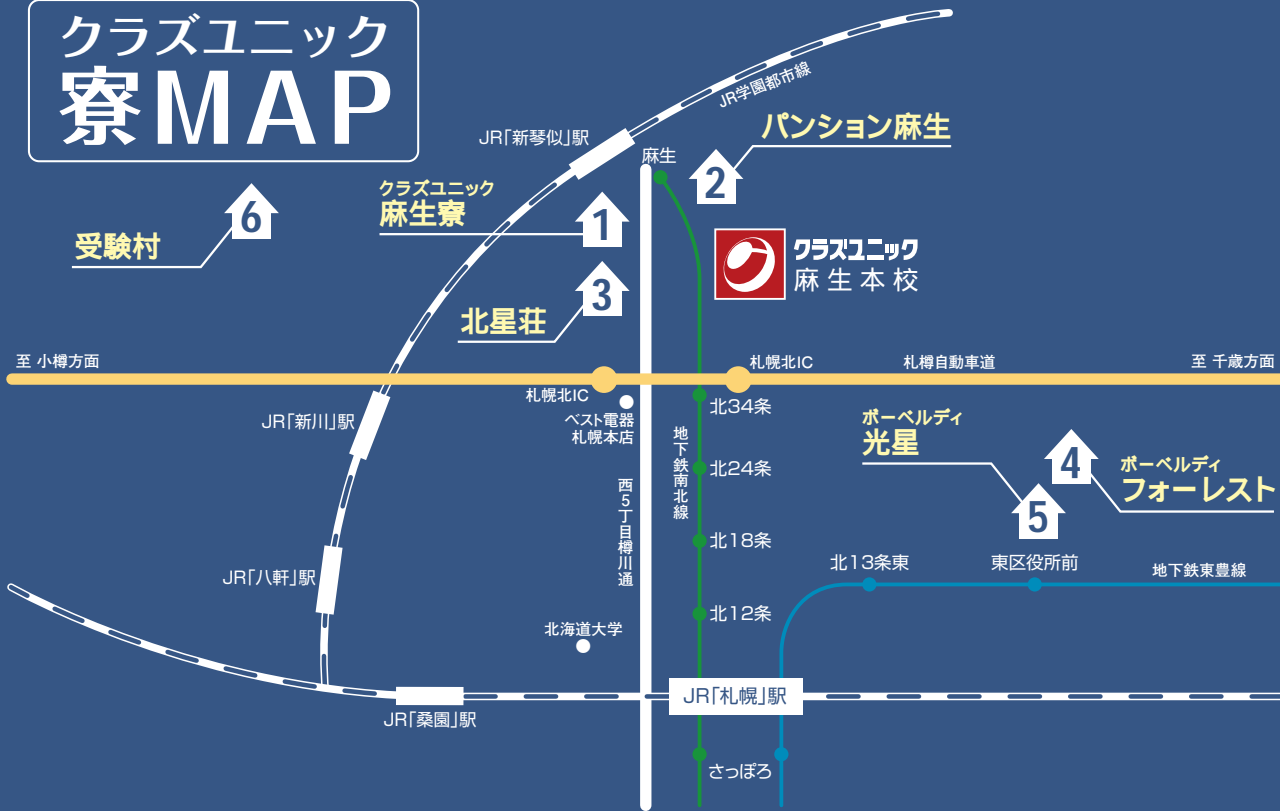 クラズユニック
寮MAP
JR学園都市線
JR「新琴似」駅
麻生
パンション麻生
2
クラズユニック
麻生寮
1
6
受験村
クラズユニック
麻生本校
3
北星荘
至 小樽方面
札幌北IC
札樽自動車道
至 千歳方面
札幌北IC
ベスト電器
札幌本店
北34条
JR「新川」駅
地下鉄南北線
ボーベルディ
光星
4
ボーベルディ
フォーレスト
北24条
西5丁目樽川通
5
北18条
北13条東
東区役所前
地下鉄東豊線
JR「八軒」駅
北12条
北海道大学
JR「札幌」駅
JR「桑園」駅
さっぽろ